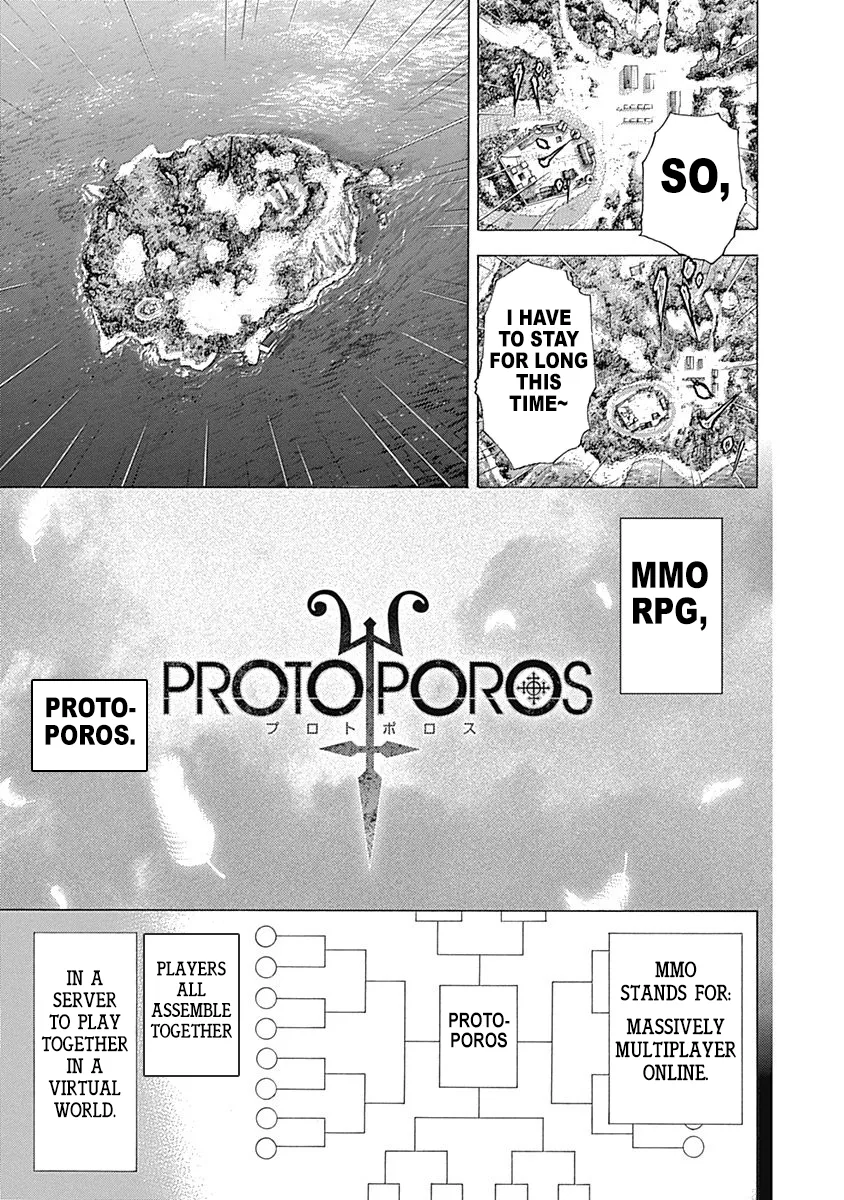 SO,
I HAVE
TO STAY
FOR LONG
THIS
TIME~
MMO
RPG,
PROTOPOROS
プロトポロス
PROTO-
POROS.
MMO
STANDS FOR:
MASSIVELY
MULTIPLAYER
ONLINE.
PROTO-
POROS
PLAYERS
ALL
ASSEMBLE
TOGETHER
IN A
SERVER
TO PLAY
TOGETHER
IN A
VIRTUAL
WORLD.